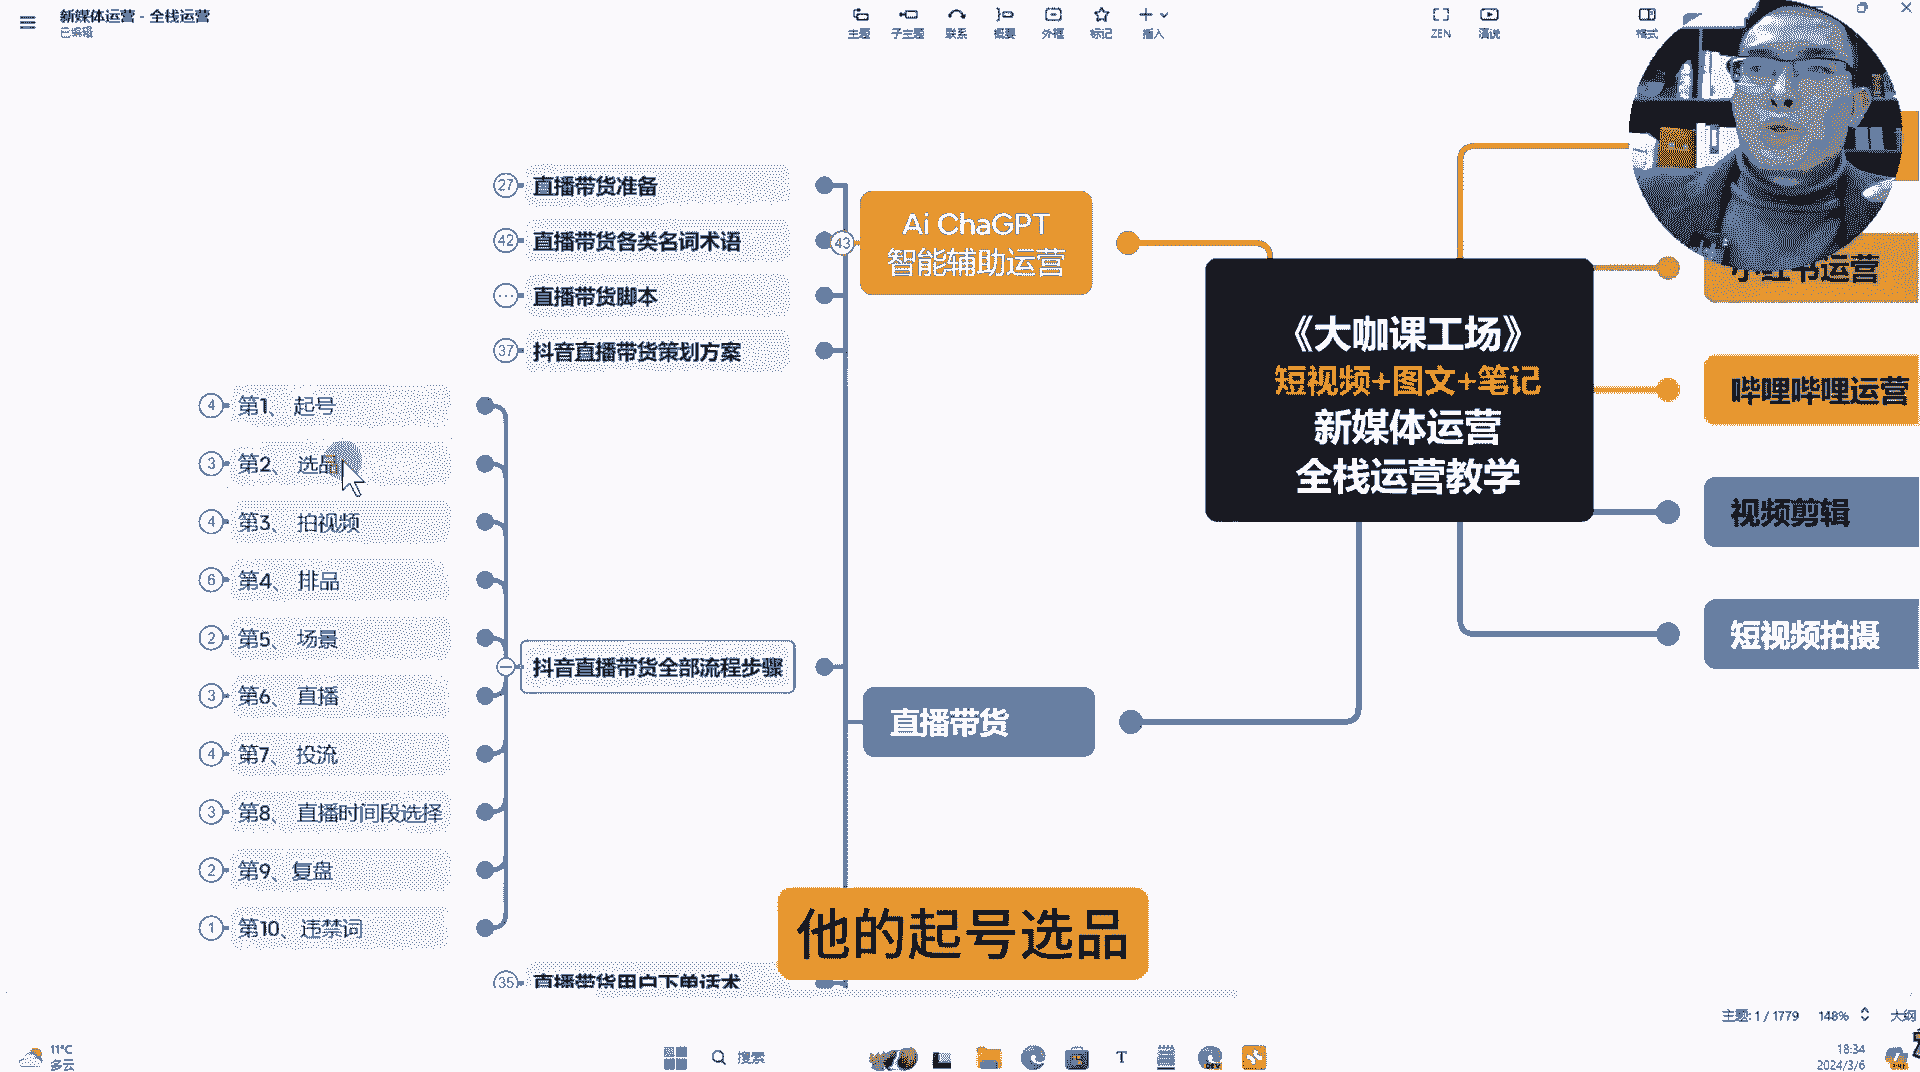 新媒体运营 - 全栈运营
已编辑
主题
子主题
联系
概要
外框
标记
插入
ZEN
演说
格式
27
直播带货准备
42
直播带货各类名词术语
直播带货脚本
37
抖音直播带货策划方案
43
Ai ChaGPT
智能辅助运营
《大咖课工场》
短视频+图文+笔记
新媒体运营
全栈运营教学
小红书运营
哔哩哔哩运营
视频剪辑
短视频拍摄
4
第1、 起号
3
第2、 选品
4
第3、 拍视频
6
第4、 排品
2
第5、 场景
3
第6、 直播
4
第7、 投流
3
第8、 直播时间段选择
2
第9、复盘
1
第10、违禁词
抖音直播带货全部流程步骤
直播带货
35
直播带货用户下单话术
他的起号选品
主题: 1 / 1779
148%
大纲
11°C
多云
搜索
18:34
2024/3/6